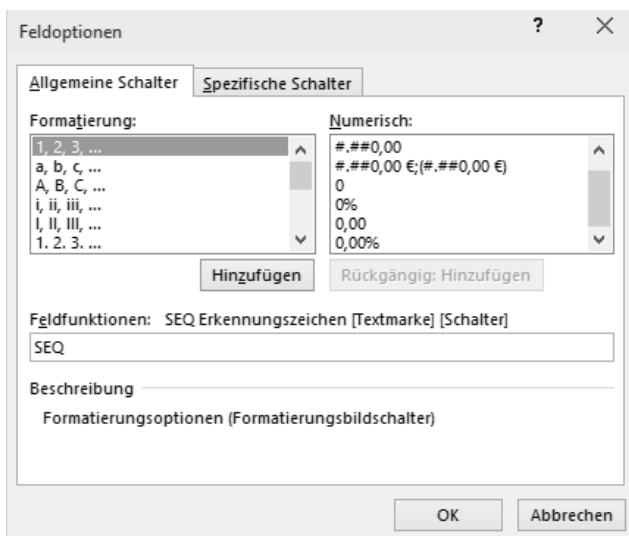 Feldoptionen ?
Allgemeine Schalter Spezifische Schalter
Formatierung: Numerisch:
1, 2, 3, ... #.##0,00
a, b, c, ... #.##0,00 €;(#.##0,00 €)
A, B, C, ... 0
i, ii, iii, ... 0%
I, II, III, ... 0,00
1. 2. 3. ... 0,00%
Hinzufügen Rückgängig: Hinzufügen
Feldfunktionen: SEQ Erkennungszeichen [Textmarke] [Schalter]
SEQ
Beschreibung
Formatierungsoptionen (Formatierungsbildschalter)
OK Abbrechen